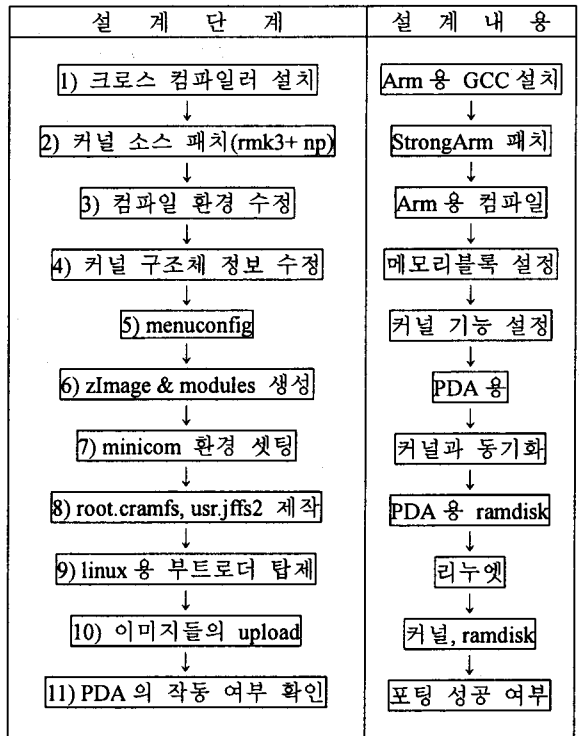 설 계 단 계
설 계 내 용
1) 크로스 컴파일러 설치
Arm 용 GCC 설치
2) 커널 소스 패치(rmk3+ np)
StrongArm 패치
3) 컴파일 환경 수정
Arm 용 컴파일
4) 커널 구조체 정보 수정
메모리블록 설정
5) menuconfig
커널 기능 설정
6) zImage & modules 생성
PDA 용
7) minicom 환경 셋팅
커널과 동기화
8) root.cramfs, usr.jffs2 제작
PDA 용 ramdisk
9) linux 용 부트로더 탑제
리누엣
10) 이미지들의 upload
커널, ramdisk
11) PDA 의 작동 여부 확인
포팅 성공 여부